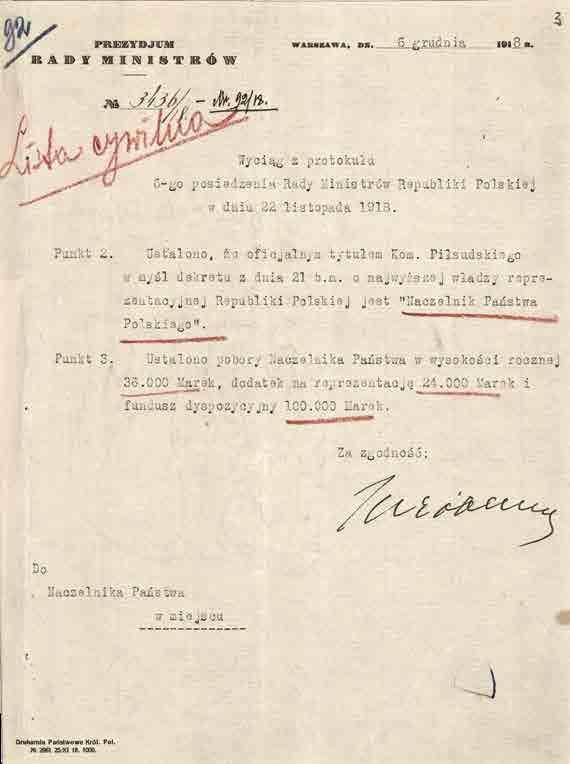 92
3
PREZYDJUM
RADY MINISTRÓW
WARSZAWA, DN. 6 grudnia 1918 r.
№ 3436/18 - Nr. 92/18.
Lista cywilna
Wyciąg z protokułu
6-go posiedzenia Rady Ministrów Republiki Polskiej
w dniu 22 listopada 1918.
Punkt 2. Ustalono, że oficjalnym tytułem Kom. Piłsudskiego
w myśl dekretu z dnia 21 b.m. o najwyższej władzy repre-
zentacyjnej Republiki Polskiej jest "Naczelnik Państwa
Polskiego".
Punkt 3. Ustalono pobory Naczelnika Państwa w wysokości rocznej
36.000 Marek, dodatek na reprezentację 24.000 Marek i
fundusz dyspozycyjny 100.000 Marek.
Za zgodność:
Do
Naczelnika Państwa
w miejscu
Drukarnia Państwowa Król. Pol.